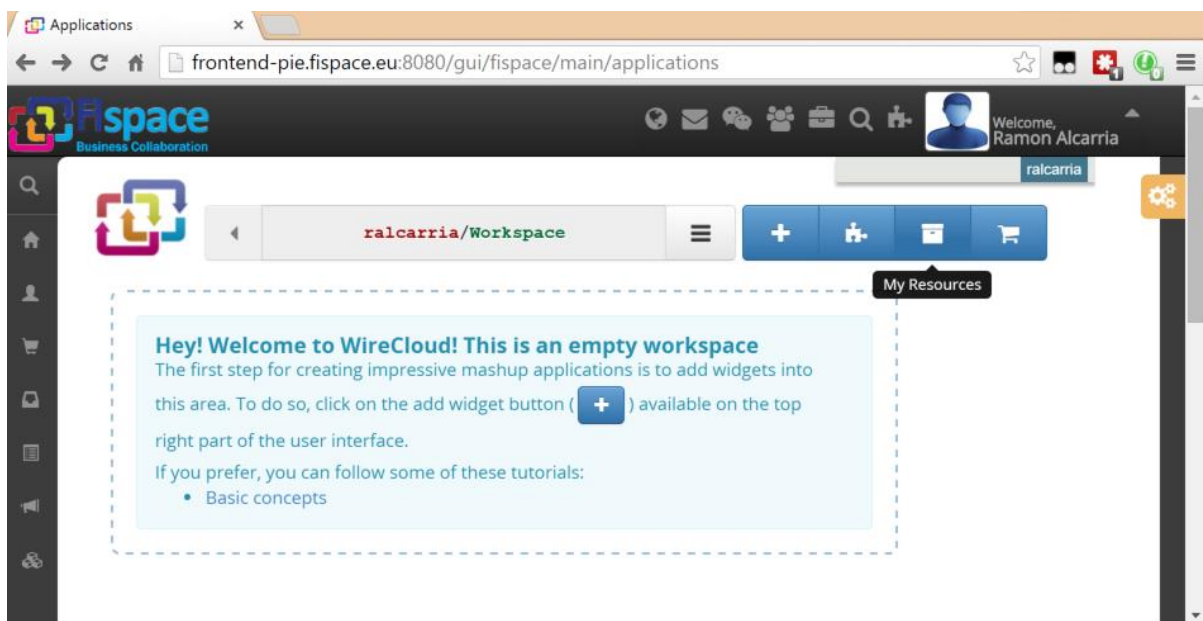 Applications
frontend-pie.fispace.eu:8080/gui/fispace/main/applications
1
0
FIspace
Business Collaboration
Welcome,
Ramon Alcarria
ralcarria
ralcarria/Workspace
My Resources
Hey! Welcome to WireCloud! This is an empty workspace
The first step for creating impressive mashup applications is to add widgets into
this area. To do so, click on the add widget button ( + ) available on the top
right part of the user interface.
If you prefer, you can follow some of these tutorials:
• Basic concepts